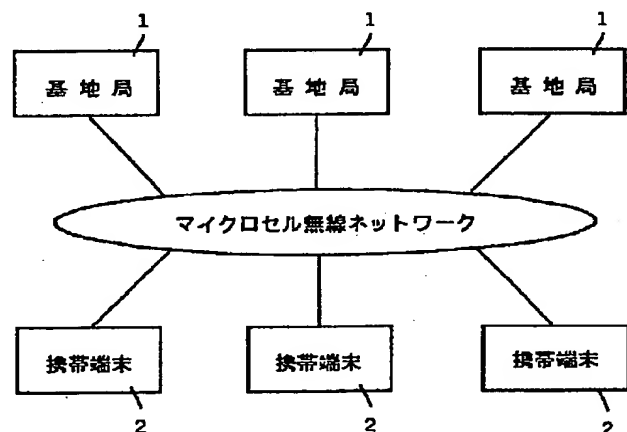 1 1 1
基地局 基地局 基地局
マイクロセル無線ネットワーク
携帯端末 携帯端末 携帯端末
2 2 2